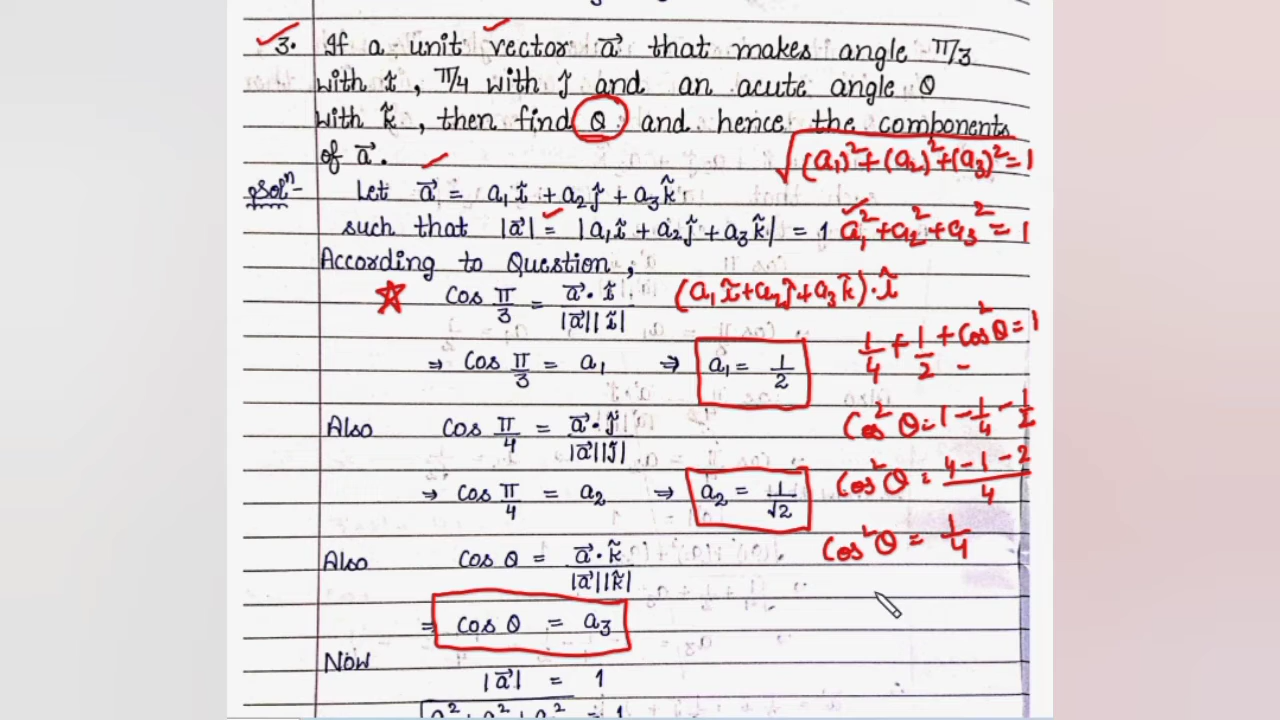 3. If a unit vector a⃗ that makes angle π/3
with î, π/4 with ĵ and an acute angle θ
with k̂, then find θ and hence the components
of a⃗.
√(a₁)² + (a₂)² + (a₃)² = 1
Solⁿ- Let a⃗ = a₁î + a₂ĵ + a₃k̂
such that |a⃗| = |a₁î + a₂ĵ + a₃k̂| = 1
a₁² + a₂² + a₃² = 1
According to Question,
Cos π/3 = a⃗·î / |a⃗||î|
(a₁î + a₂ĵ + a₃k̂)·î
⇒ Cos π/3 = a₁ ⇒ a₁ = 1/2
1/4 + 1/2 + cos²θ = 1
Also Cos π/4 = a⃗·ĵ / |a⃗||ĵ|
Cos²θ = 1 - 1/4 - 1/2
⇒ Cos π/4 = a₂ ⇒ a₂ = 1/√2
Cos²θ = 4-1-2/4
Cos²θ = 1/4
Also Cos θ = a⃗·k̂ / |a⃗||k̂|
= Cos θ = a₃
Now
|a⃗| = 1
√a₁² + a₂² + a₃² = 1